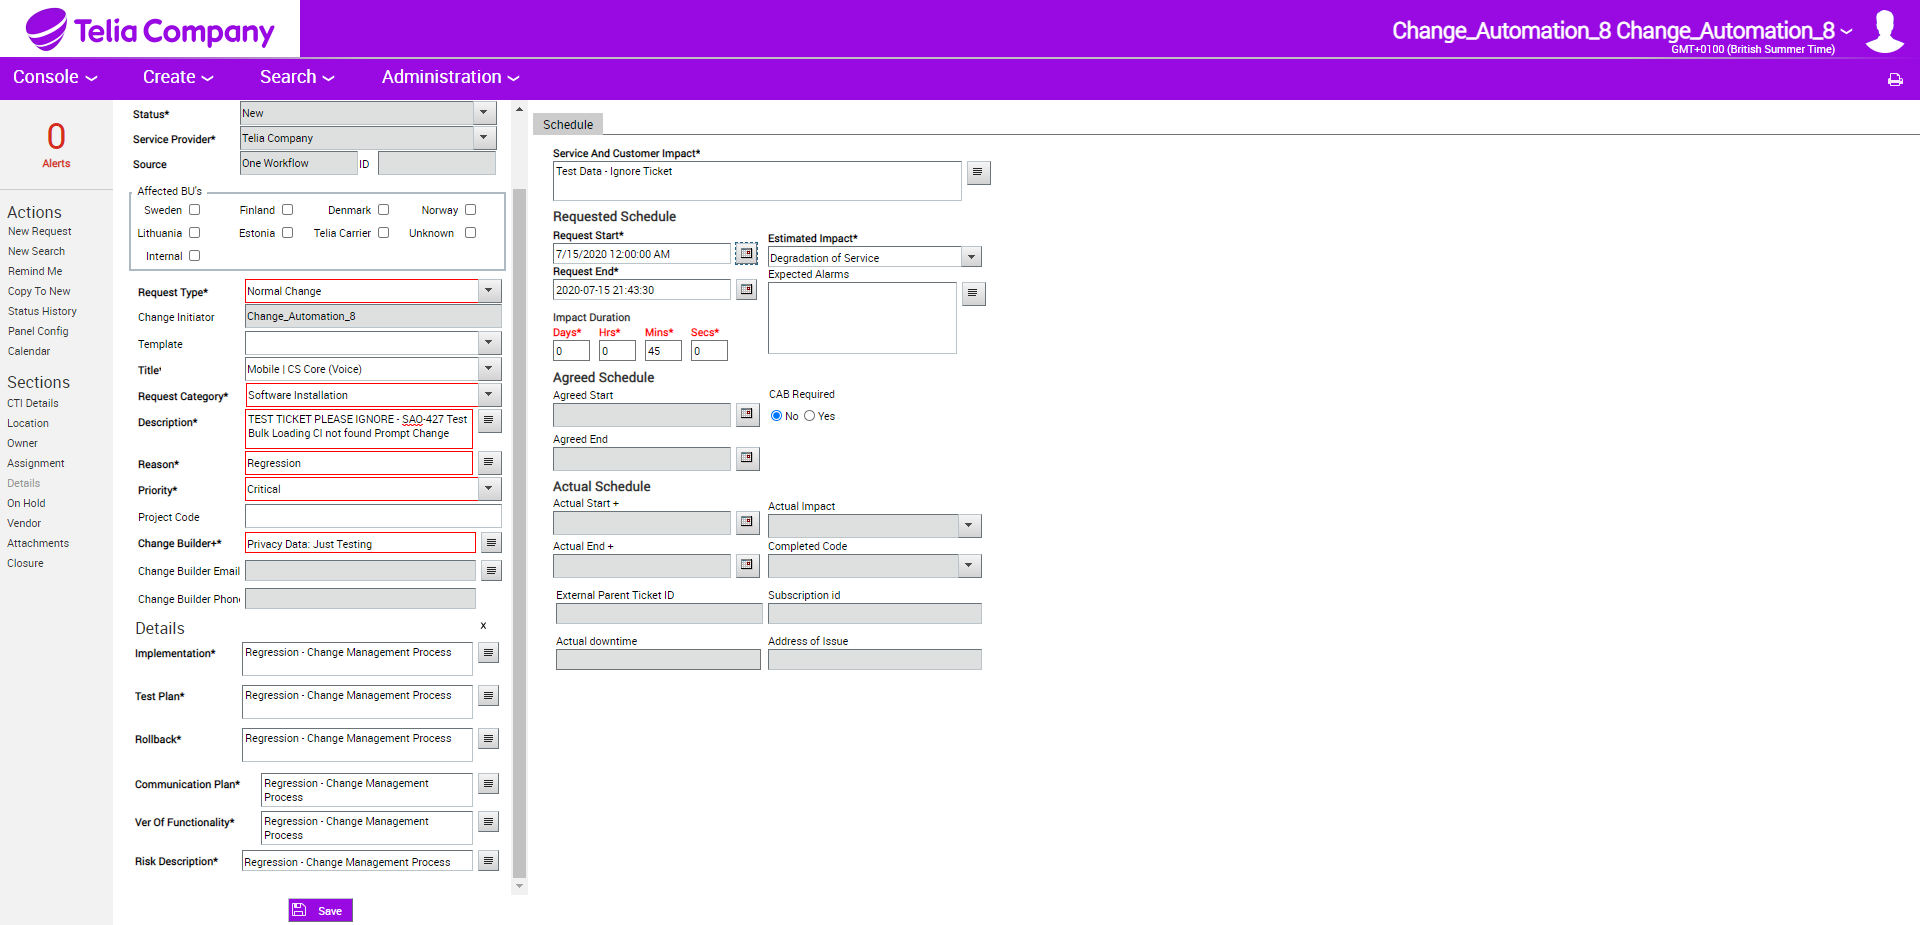 Telia Company
Change_Automation_8 Change_Automation_8
GMT+0100 (British Summer Time)
Console
Create
Search
Administration
0
Alerts
Actions
New Request
New Search
Remind Me
Copy To New
Status History
Panel Config
Calendar
Sections
CTI Details
Location
Owner
Assignment
Details
On Hold
Vendor
Attachments
Closure
Status* New
Service Provider* Telia Company
Source One Workflow ID
Affected BU's
Sweden Finland Denmark Norway
Lithuania Estonia Telia Carrier Unknown
Internal
Request Type* Normal Change
Change Initiator Change_Automation_8
Template
Title* Mobile | CS Core (Voice)
Request Category* Software Installation
Description* TEST TICKET PLEASE IGNORE - SAO-427 Test
Bulk Loading CI not found Prompt Change
Reason* Regression
Priority* Critical
Project Code
Change Builder+* Privacy Data: Just Testing
Change Builder Email
Change Builder Phon
Details x
Implementation* Regression - Change Management Process
Test Plan* Regression - Change Management Process
Rollback* Regression - Change Management Process
Communication Plan* Regression - Change Management
Process
Ver Of Functionality* Regression - Change Management
Process
Risk Description* Regression - Change Management Process
Save
Schedule
Service And Customer Impact*
Test Data - Ignore Ticket
Requested Schedule
Request Start* Estimated Impact*
7/15/2020 12:00:00 AM Degradation of Service
Request End* Expected Alarms
2020-07-15 21:43:30
Impact Duration
Days* Hrs* Mins* Secs*
0 0 45 0
Agreed Schedule
Agreed Start CAB Required
No Yes
Agreed End
Actual Schedule
Actual Start + Actual Impact
Actual End + Completed Code
External Parent Ticket ID Subscription id
Actual downtime Address of Issue